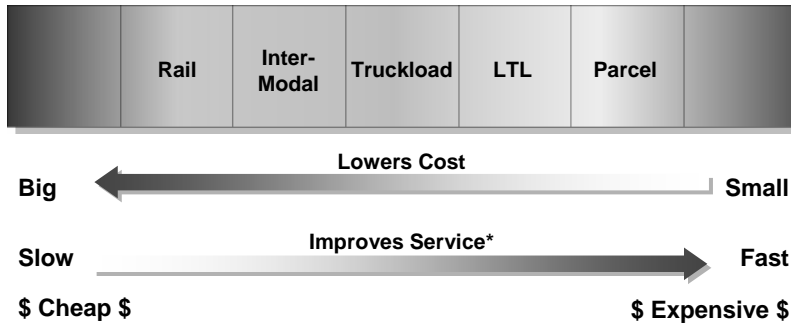 Rail
Inter-
Modal
Truckload
LTL
Parcel
Lowers Cost
Big
Small
Improves Service*
Slow
Fast
$ Cheap $
$ Expensive $